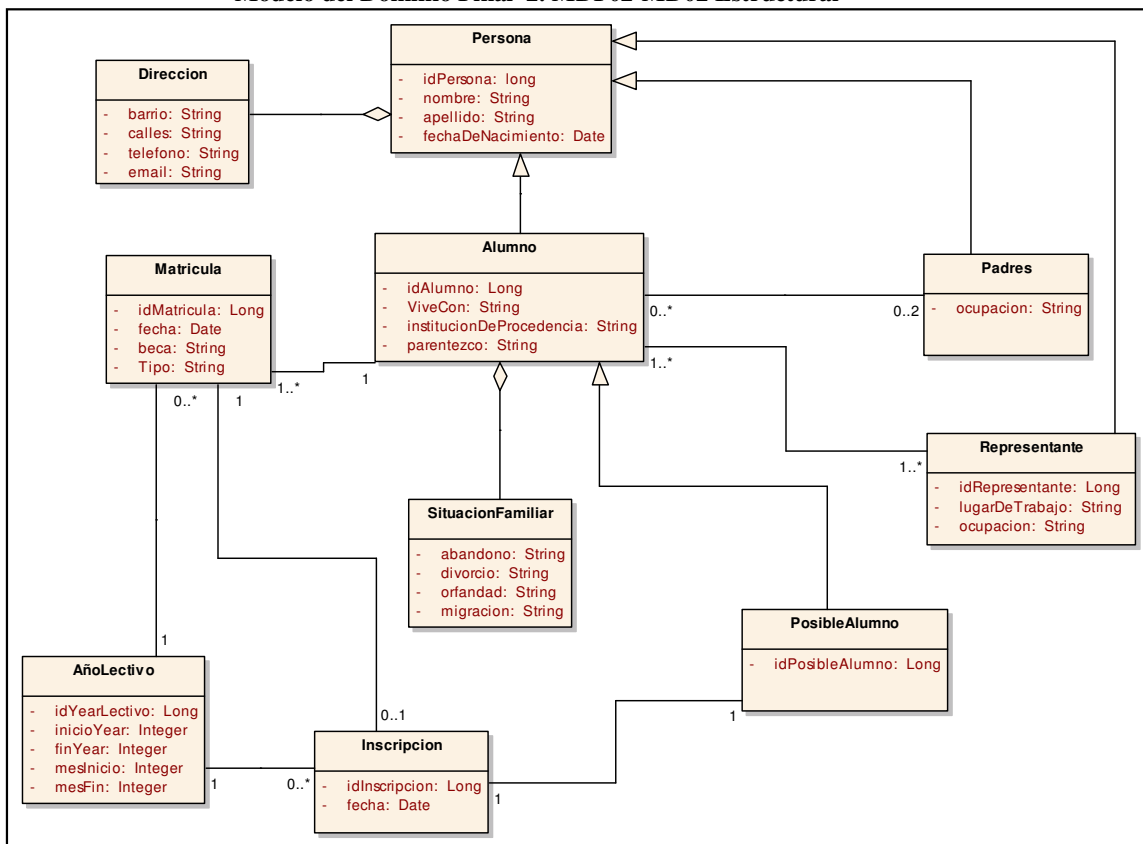 Persona
- idPersona: long
- nombre: String
- apellido: String
- fechaDeNacimiento: Date
Direccion
- barrio: String
- calles: String
- telefono: String
- email: String
Alumno
- idAlumno: Long
- ViveCon: String
- institucionDeProcedencia: String
- parentezco: String
Matricula
- idMatricula: Long
- fecha: Date
- beca: String
- Tipo: String
Padres
- ocupacion: String
0..*
0..2
1..*
1..*
1
1..*
0..*
1
Representante
- idRepresentante: Long
- lugarDeTrabajo: String
- ocupacion: String
SituacionFamiliar
- abandono: String
- divorcio: String
- orfandad: String
- migracion: String
PosibleAlumno
- idPosibleAlumno: Long
1
AñoLectivo
- idYearLectivo: Long
- inicioYear: Integer
- finYear: Integer
- mesInicio: Integer
- mesFin: Integer
0..1
1
Inscripcion
- idInscripcion: Long
- fecha: Date
1
0..*
1